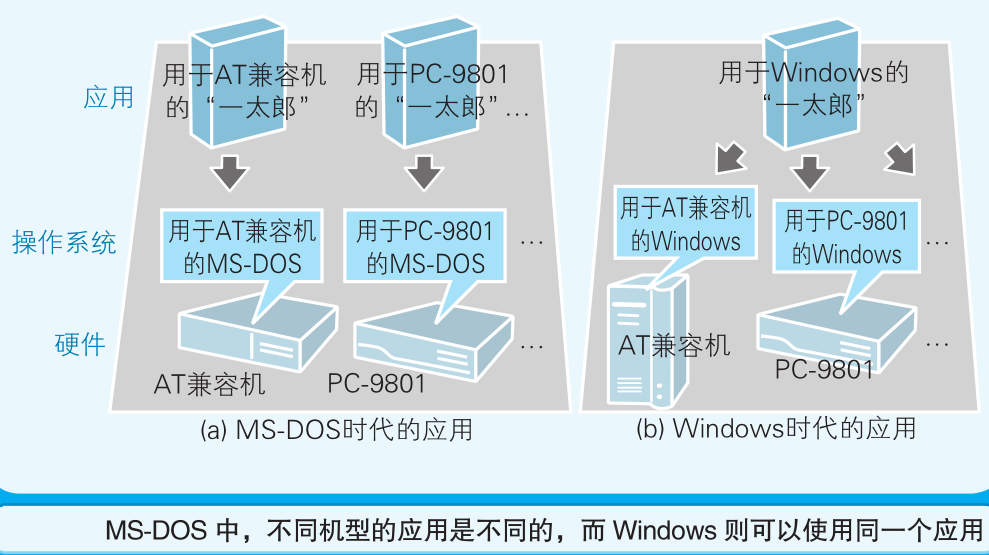 应用
用于AT兼容机
的“一太郎”
用于PC-9801
的“一太郎”…
用于Windows的
“一太郎”
操作系统
用于AT兼容机
的MS-DOS
用于PC-9801
的MS-DOS
…
用于AT兼容机
的Windows
用于PC-9801
的Windows
…
硬件
AT兼容机
PC-9801
…
AT兼容机
PC-9801
…
(a) MS-DOS时代的应用
(b) Windows时代的应用
MS-DOS 中，不同机型的应用是不同的，而 Windows 则可以使用同一个应用